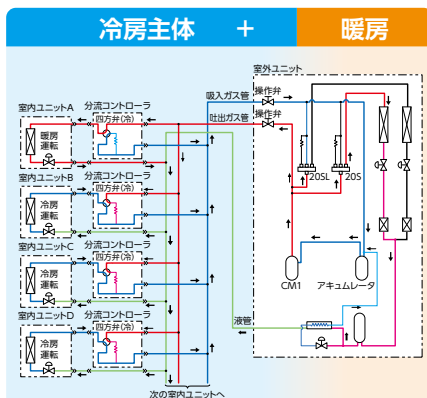 冷房主体 + 暖房
室外ユニット
吸入ガス管
操作弁
吐出ガス管
操作弁
室内ユニットA
分流コントローラ
四方弁(冷)
暖房
運転
20SL
20S
室内ユニットB
分流コントローラ
四方弁(冷)
冷房
運転
室内ユニットC
分流コントローラ
四方弁(冷)
冷房
運転
CM1
アキュムレータ
室内ユニットD
分流コントローラ
四方弁(冷)
冷房
運転
液管
次の室内ユニットへ